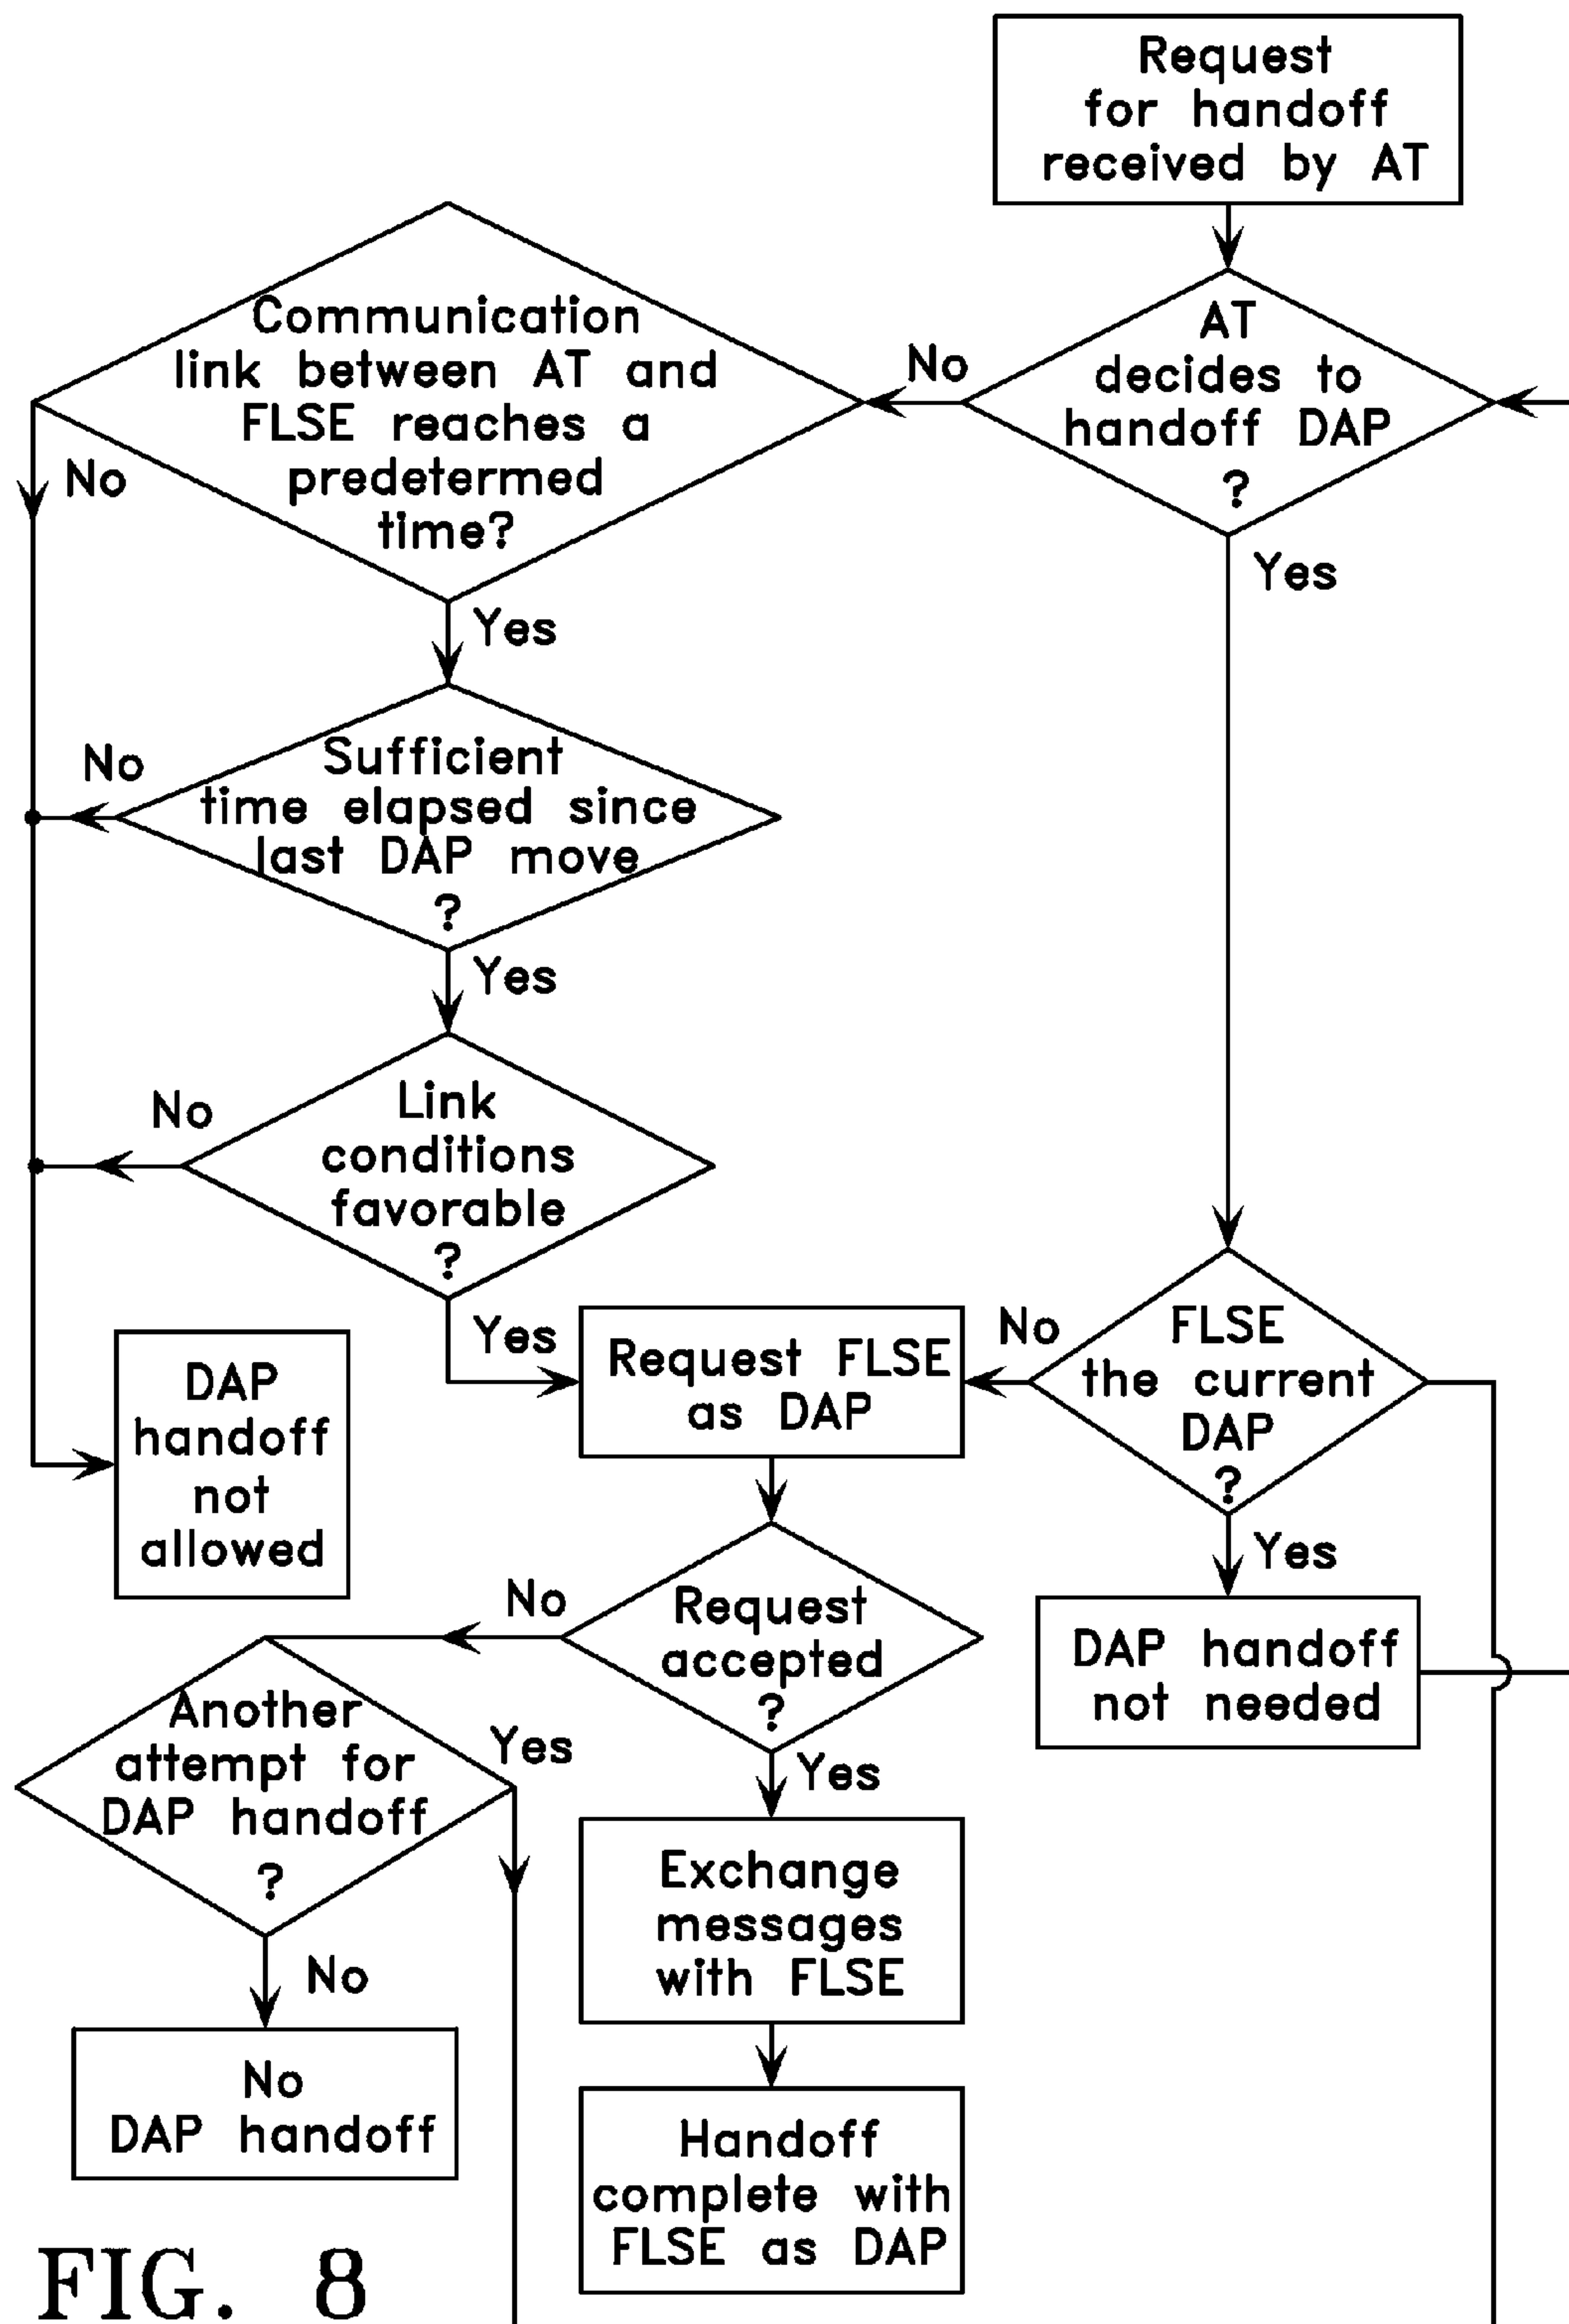 Request
for handoff
received by AT
AT
decides to
handoff DAP
?
No
Yes
Communication
link between AT and
FLSE reaches a
predetermed
time?
No
Yes
Sufficient
time elapsed since
last DAP move
?
No
Yes
Link
conditions
favorable
?
No
Yes
DAP
handoff
not
allowed
Request FLSE
as DAP
No
FLSE
the current
DAP
?
Yes
DAP handoff
not needed
Request
accepted
?
No
Yes
Another
attempt for
DAP handoff
?
Yes
No
No
DAP handoff
Exchange
messages
with FLSE
Handoff
complete with
FLSE as DAP
FIG. 8